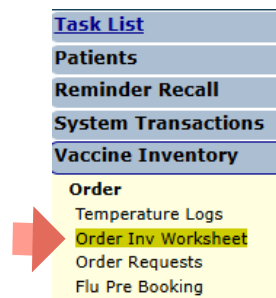 Task List
Patients
Reminder Recall
System Transactions
Vaccine Inventory
Order
Temperature Logs
Order Inv Worksheet
Order Requests
Flu Pre Booking